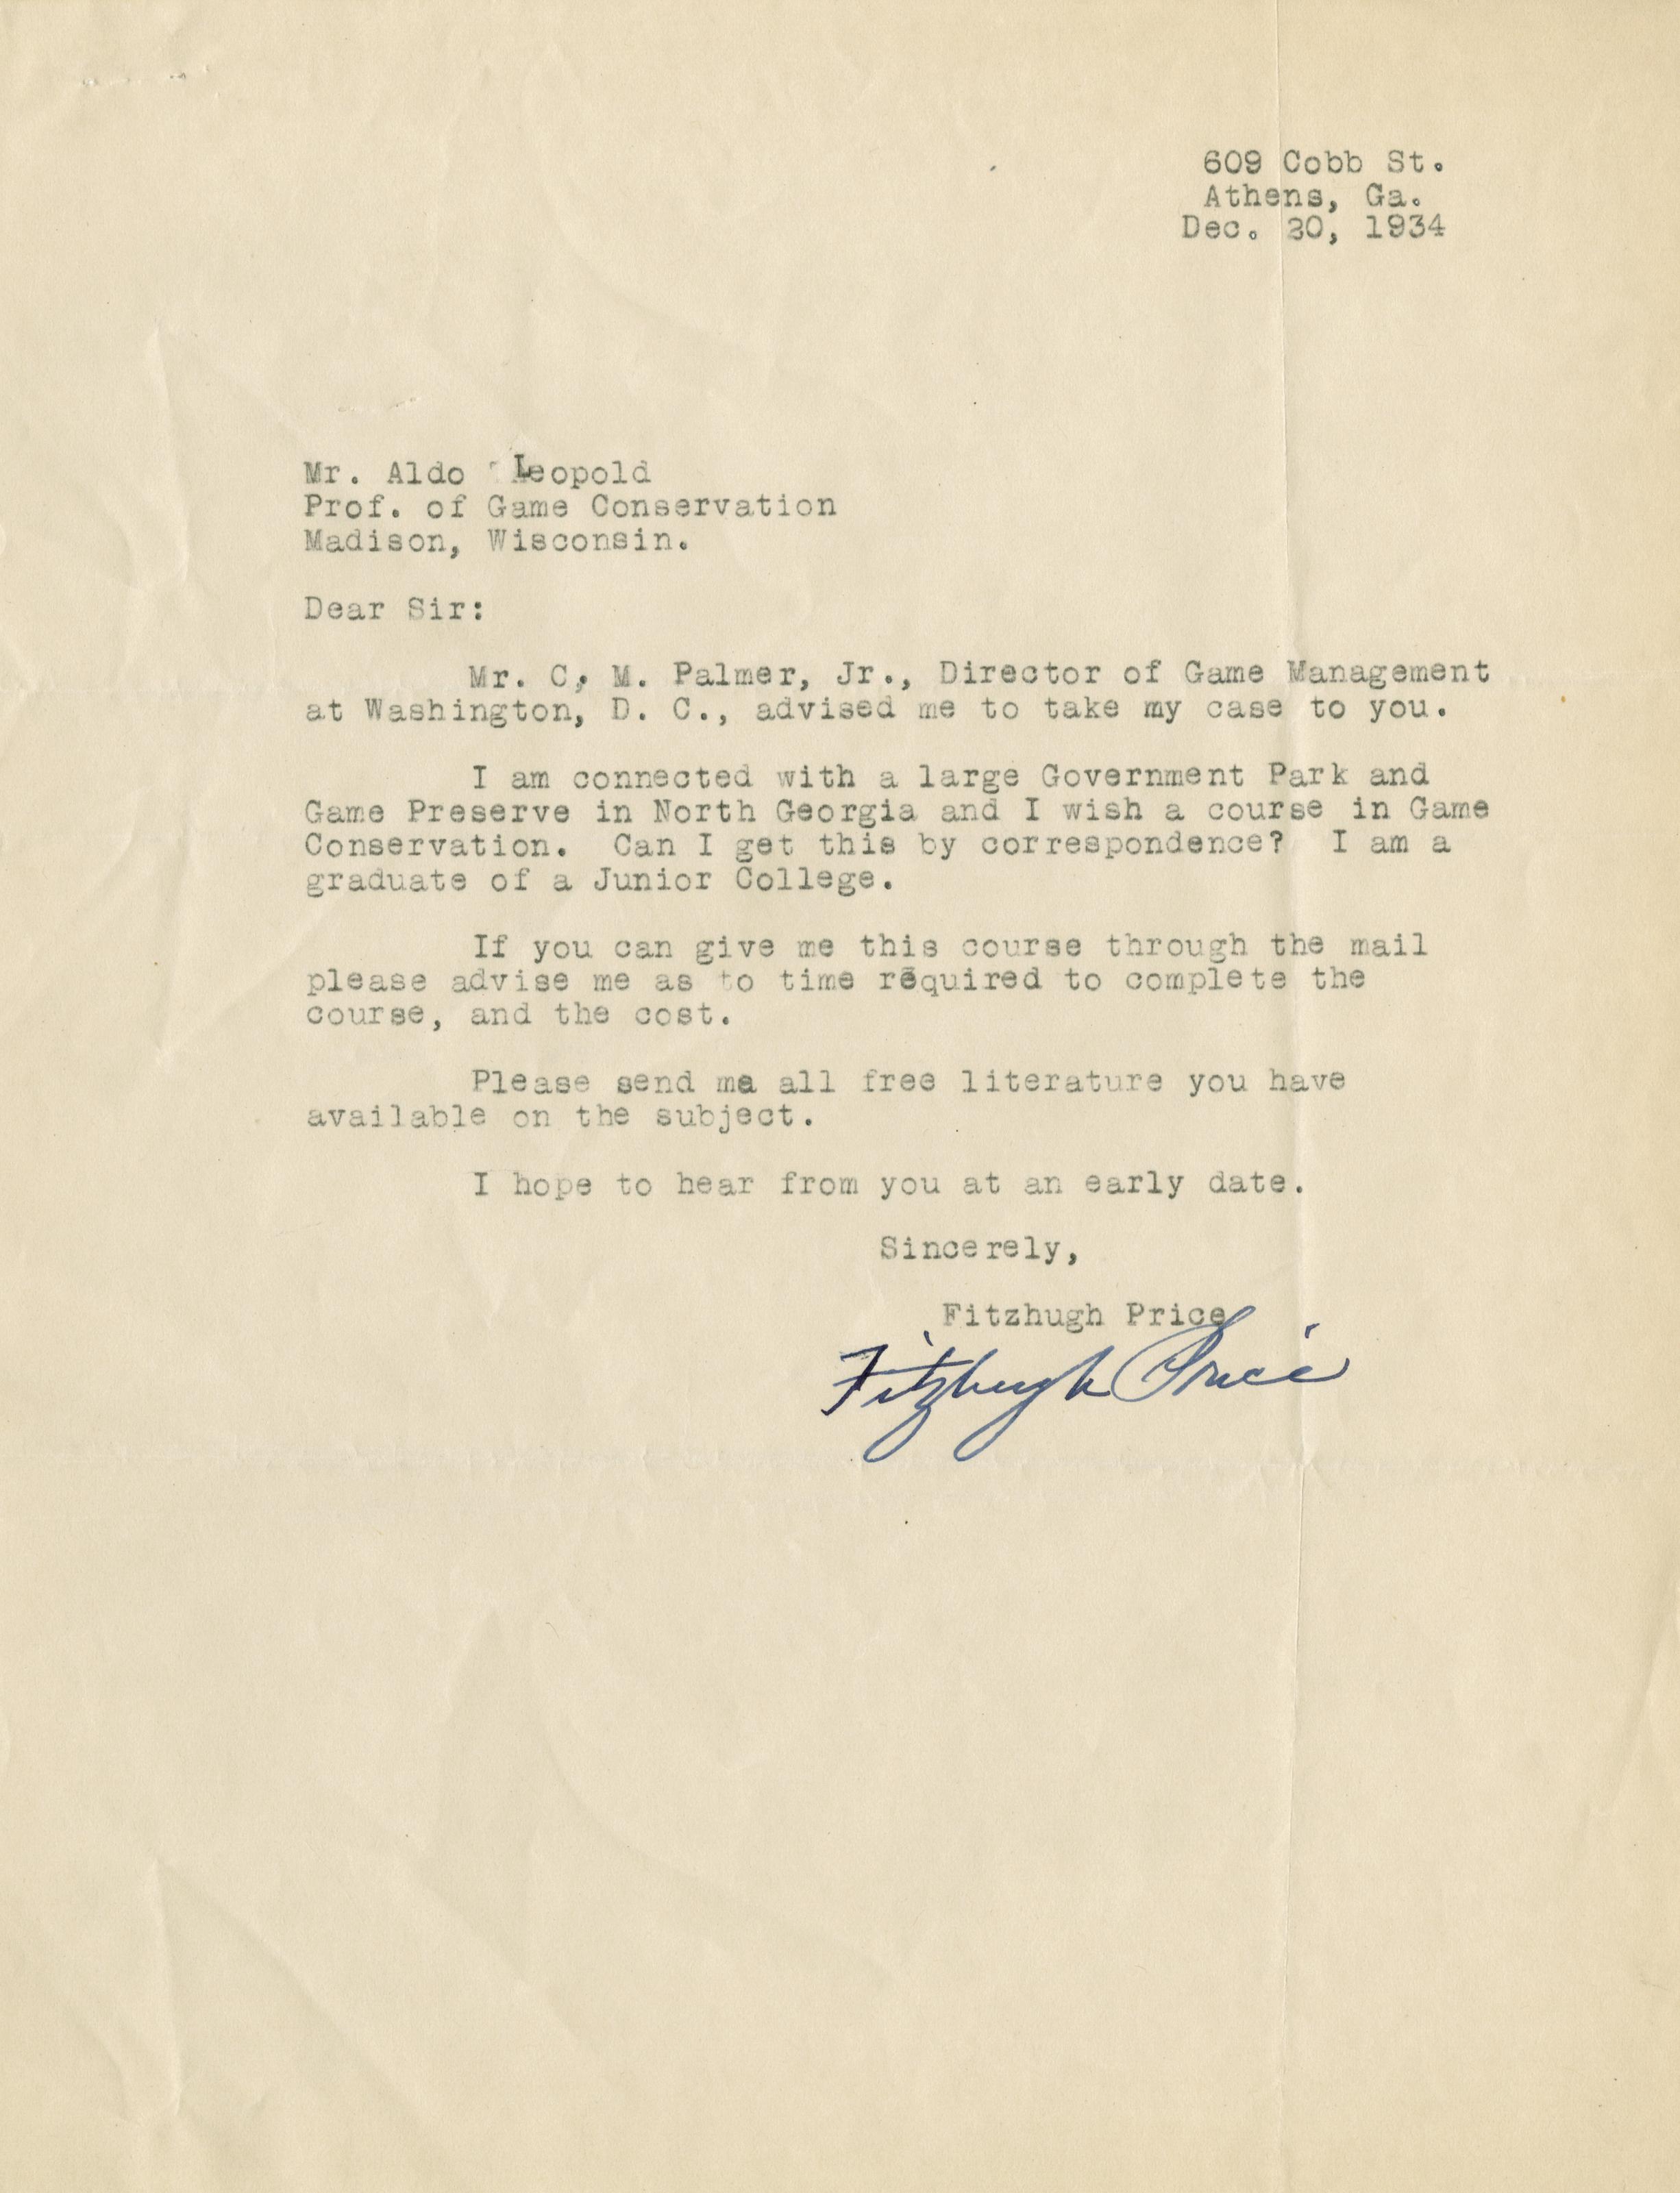 609 Cobb St.
Athens, Ga.
Dec. 20, 1934
Mr. Aldo Leopold
Prof. of Game Conservation
Madison, Wisconsin.
Dear Sir:
Mr. C. M. Palmer, Jr., Director of Game Management
at Washington, D. C., advised me to take my case to you.
I am connected with a large Government Park and
Game Preserve in North Georgia and I wish a course in Game
Conservation. Can I get this by correspondence? I am a
graduate of a Junior College.
If you can give me this course through the mail
please advise me as to time required to complete the
course, and the cost.
Please send me all free literature you have
available on the subject.
I hope to hear from you at an early date.
Sincerely,
Fitzhugh Price
Fitzhugh Price